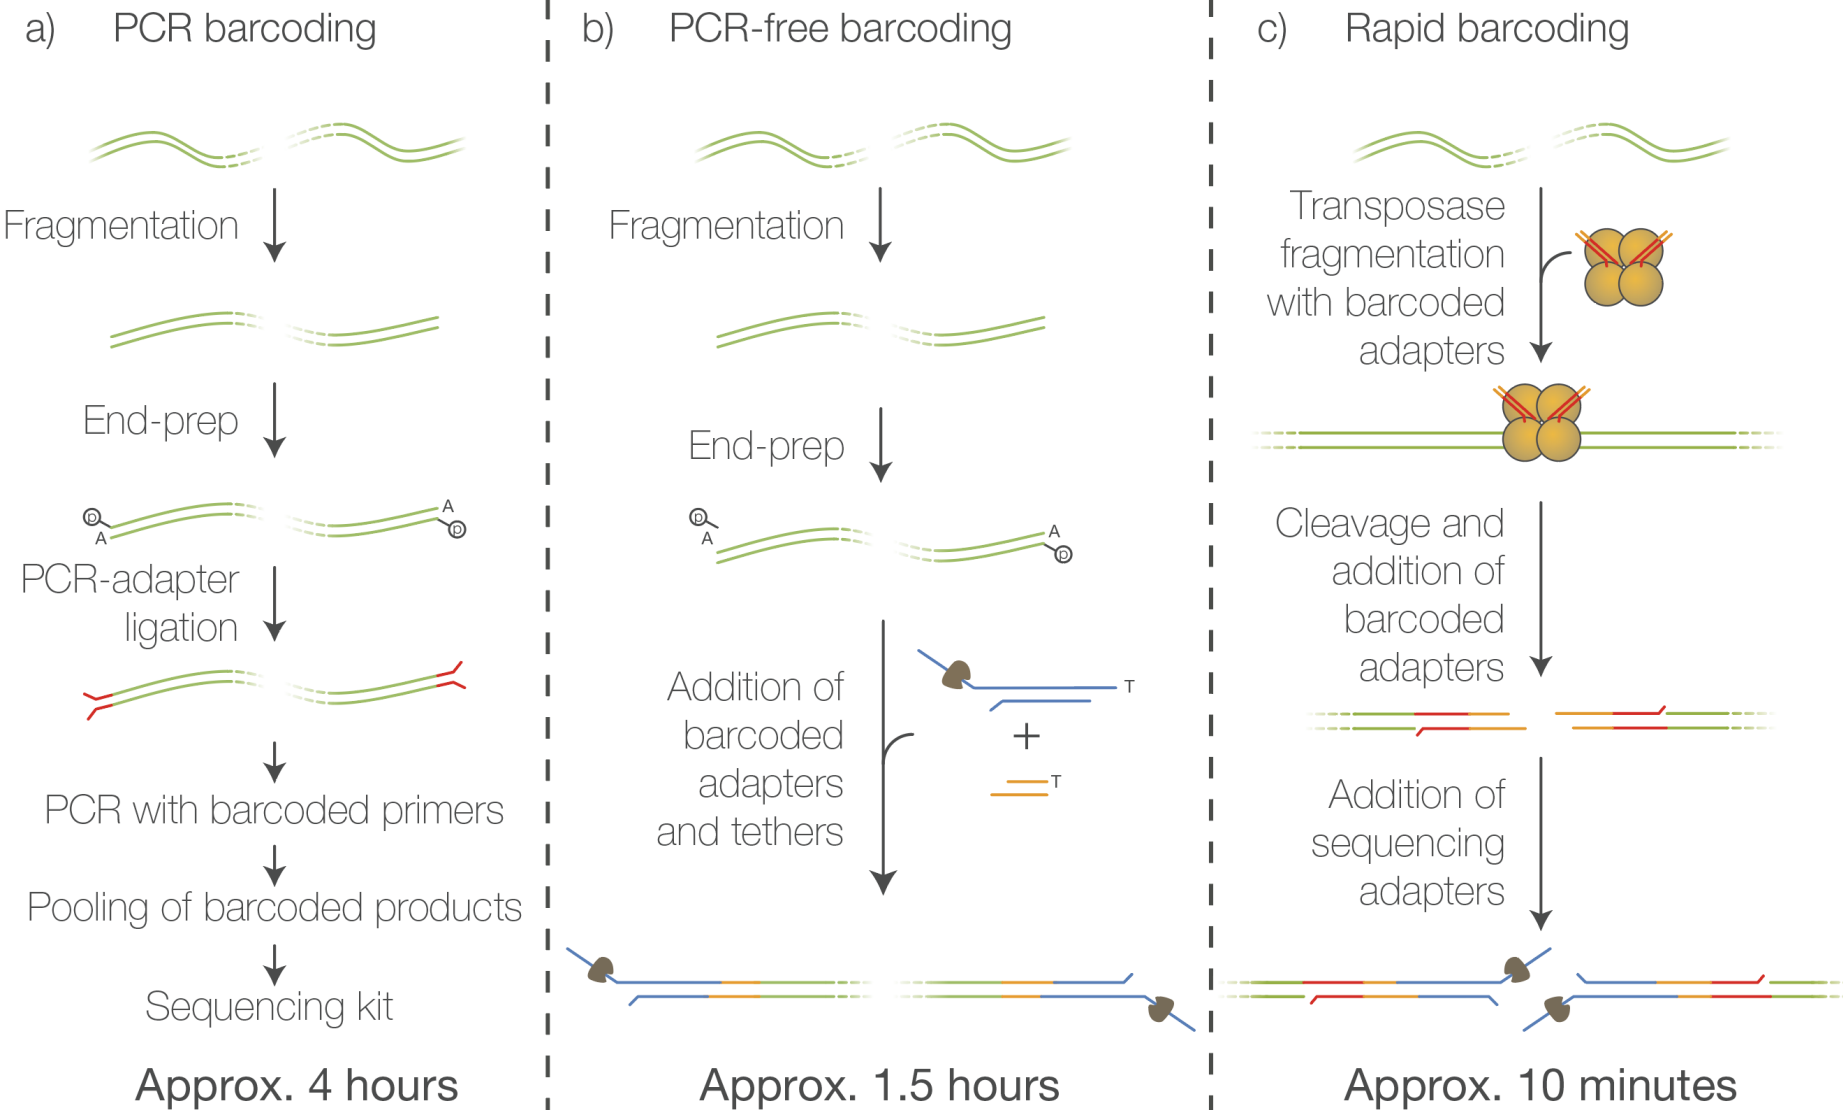 a) PCR barcoding
Fragmentation
End-prep
p
A
A
p
PCR-adapter
ligation
PCR with barcoded primers
Pooling of barcoded products
Sequencing kit
Approx. 4 hours
b) PCR-free barcoding
Fragmentation
End-prep
p
A
A
p
Addition of
barcoded
adapters
and tethers
T
+
T
Approx. 1.5 hours
c) Rapid barcoding
Transposase
fragmentation
with barcoded
adapters
Cleavage and
addition of
barcoded
adapters
Addition of
sequencing
adapters
Approx. 10 minutes